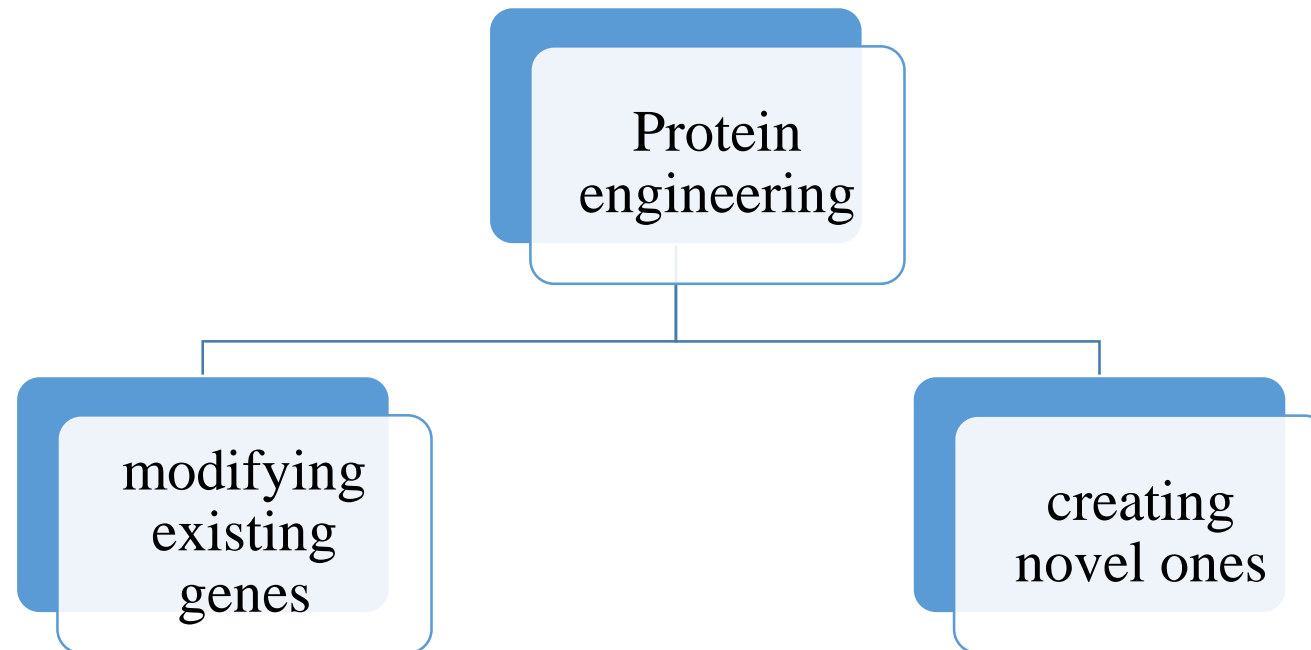 Protein
engineering
modifying
existing
genes
creating
novel ones